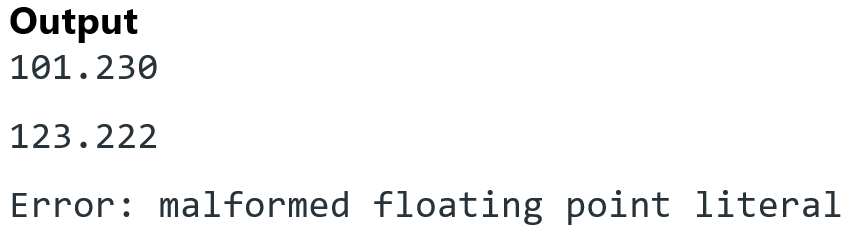 Output
101.230
123.222
Error: malformed floating point literal